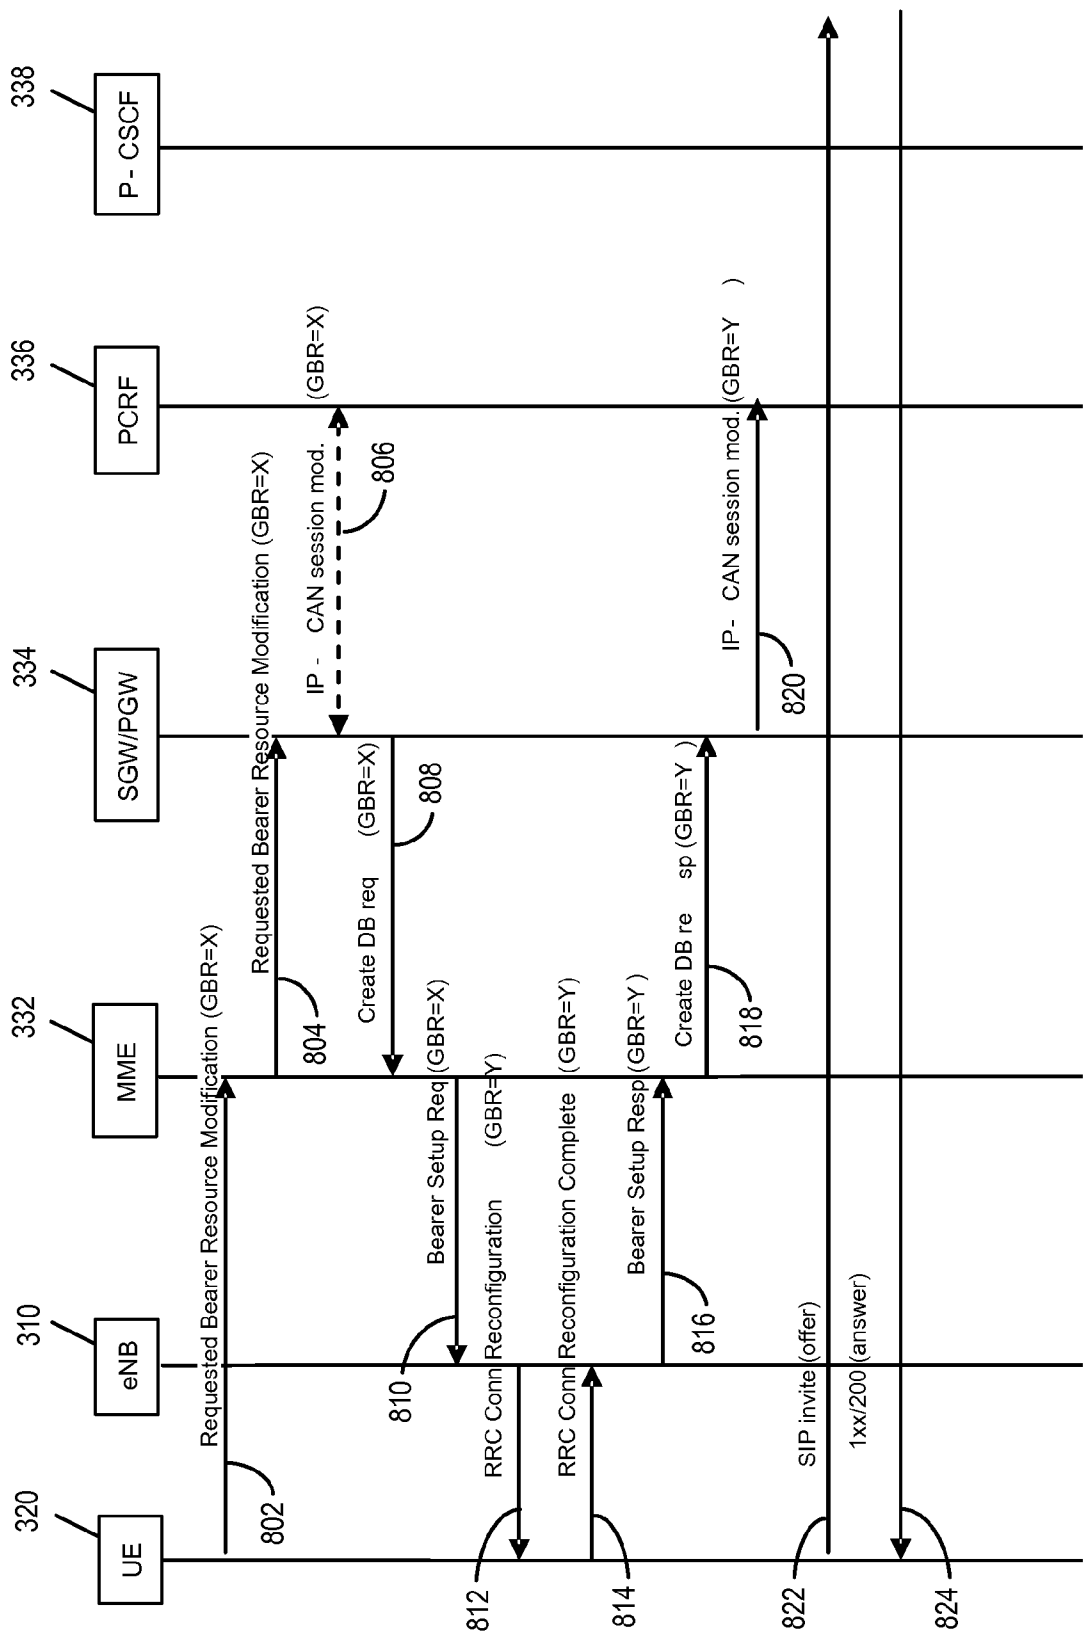 320
310
332
334
336
338
UE
eNB
MME
SGW/PGW
PCRF
P- CSCF
Requested Bearer Resource Modification (GBR=X)
802
Requested Bearer Resource Modification (GBR=X)
804
IP - CAN session mod. (GBR=X)
806
Create DB req (GBR=X)
808
Bearer Setup Req (GBR=X)
810
RRC Conn Reconfiguration (GBR=Y)
812
RRC Conn Reconfiguration Complete (GBR=Y)
814
Bearer Setup Resp (GBR=Y )
816
Create DB re sp (GBR=Y )
818
IP- CAN session mod. (GBR=Y )
820
SIP invite (offer)
822
1xx/200 (answer)
824